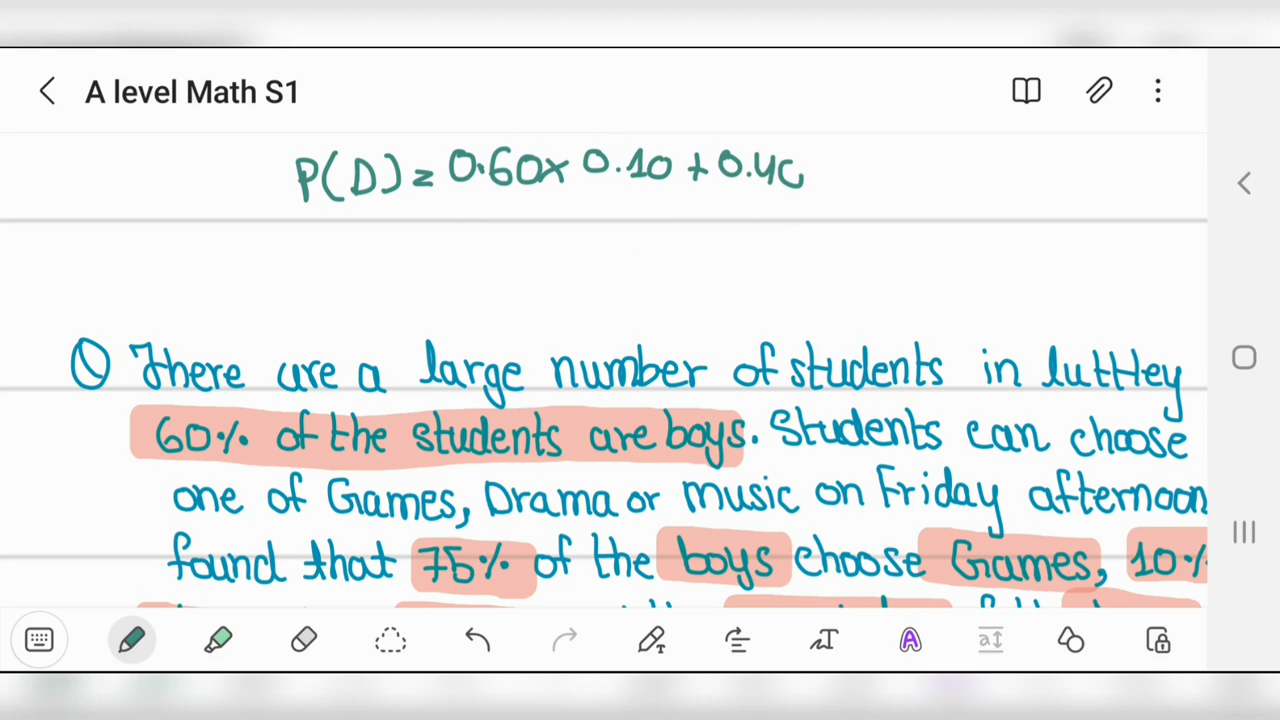 A level Math S1
P(D) = 0.60 x 0.10 + 0.40
Q There are a large number of students in luttley
60% of the students are boys. Students can choose
one of Games, Drama or music on Friday afternoon
found that 75% of the boys choose Games, 10%